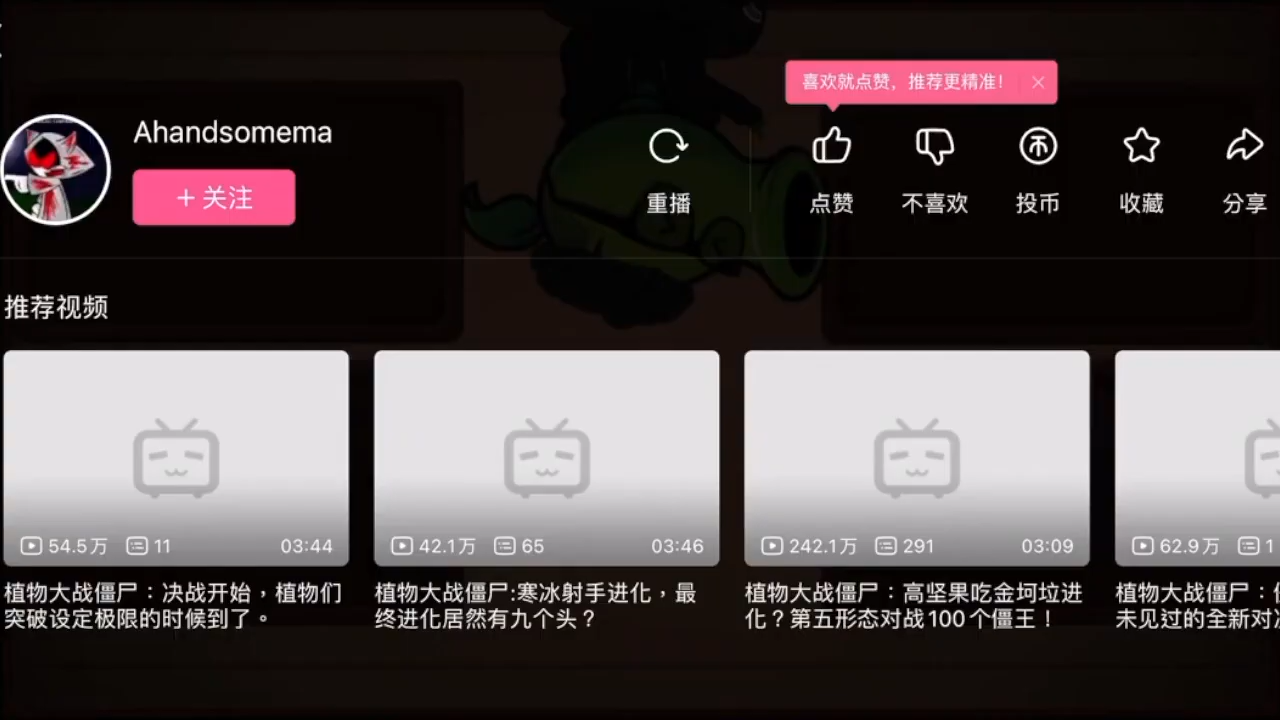 喜欢就点赞，推荐更精准！
Ahandsomema
+ 关注
重播
点赞
不喜欢
投币
收藏
分享
推荐视频
54.5万 11 03:44
42.1万 65 03:46
242.1万 291 03:09
62.9万 1
植物大战僵尸：决战开始，植物们
突破设定极限的时候到了。
植物大战僵尸:寒冰射手进化，最
终进化居然有九个头？
植物大战僵尸：高坚果吃金坷垃进
化？第五形态对战100个僵王！
植物大战僵尸：
未见过的全新对